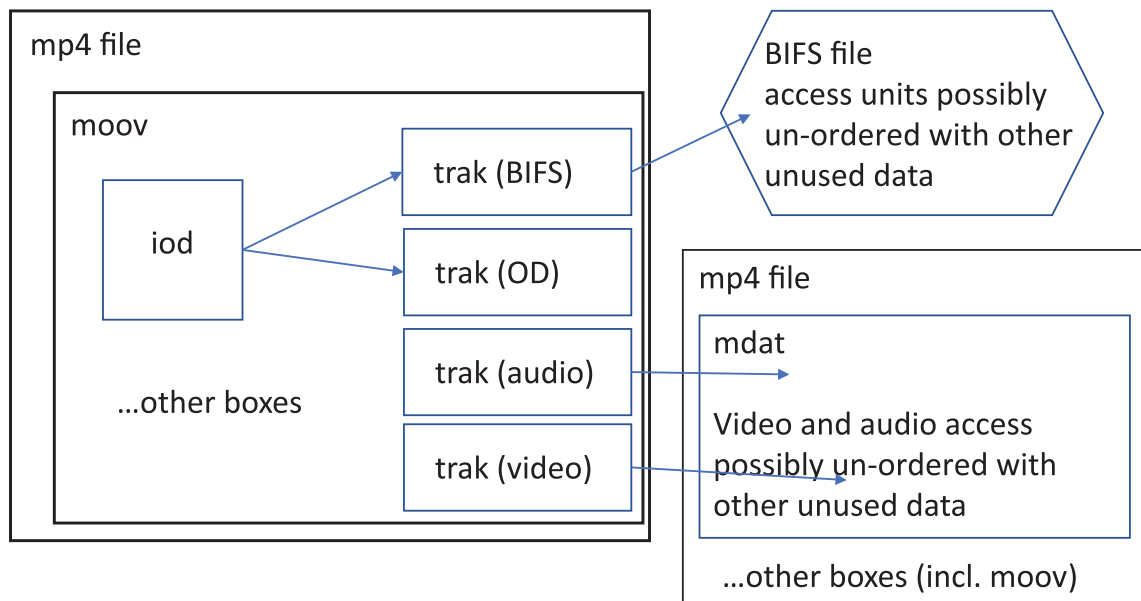 mp4 file
moov
iod
...other boxes
trak (BIFS)
trak (OD)
trak (audio)
trak (video)
BIFS file
access units possibly
un-ordered with other
unused data
mp4 file
mdat
Video and audio access
possibly un-ordered with
other unused data
...other boxes (incl. moov)